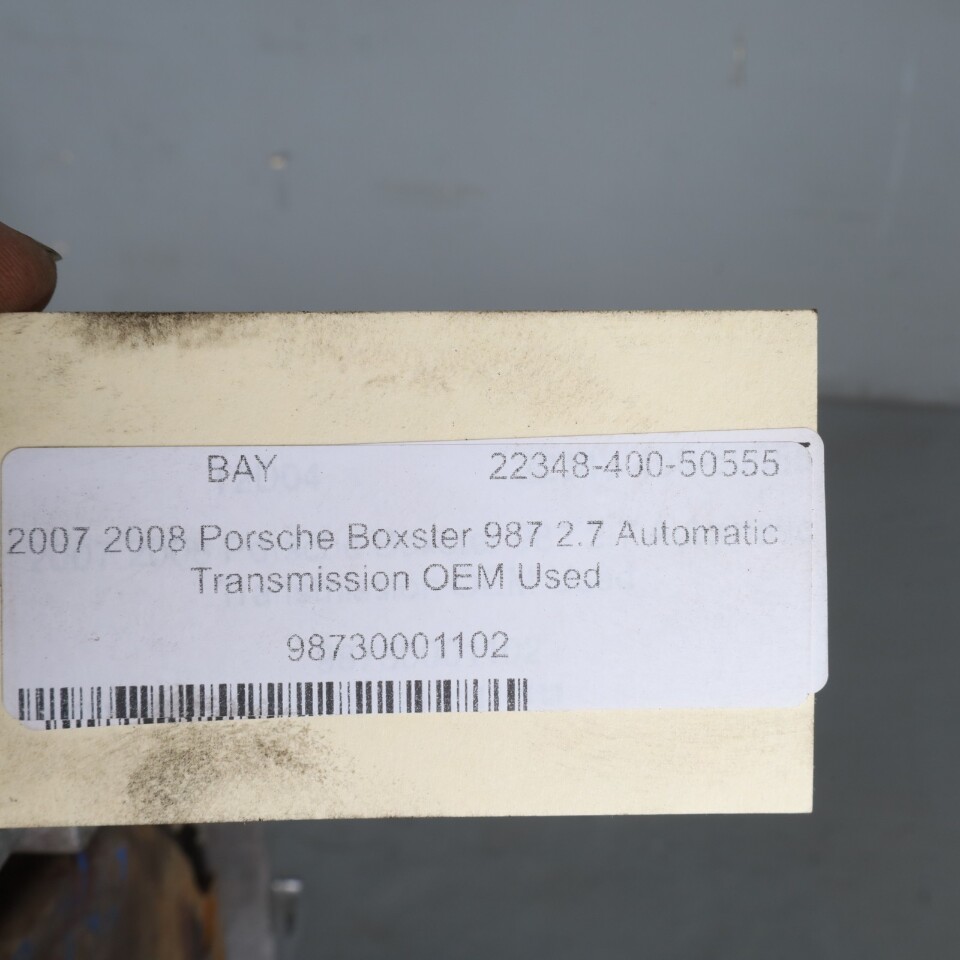 BAY 22348-400-50555
2007 2008 Porsche Boxster 987 2.7 Automatic
Transmission OEM Used
98730001102